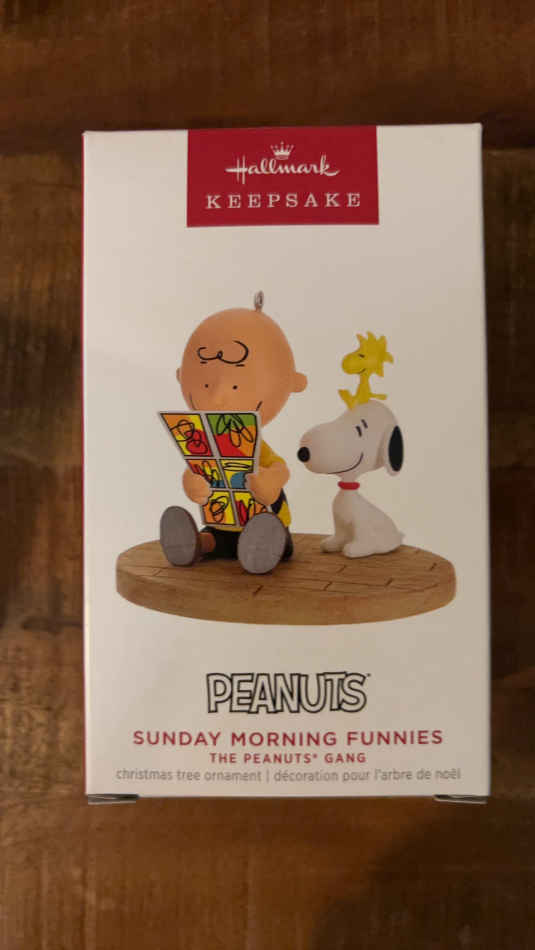 Hallmark
KEEPSAKE
PEANUTS
SUNDAY MORNING FUNNIES
THE PEANUTS® GANG
christmas tree ornament | décoration pour l'arbre de noël